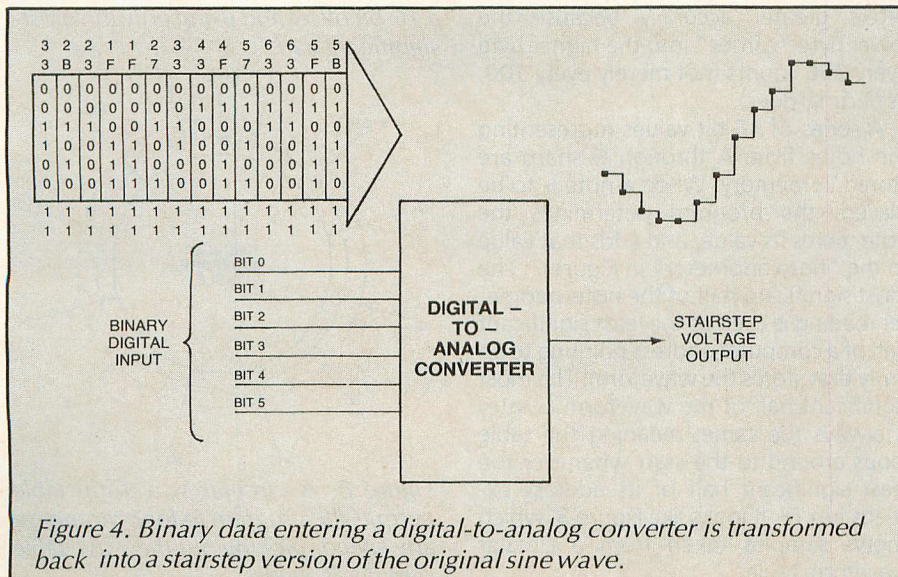 3 2 2 1 1 2 3 4 4 5 6 6 5 5
3 B 3 F F 7 3 3 F 7 3 3 F B
0 0 0 0 0 0 0 0 0 0 0 0 0 0
0 0 0 0 0 0 0 1 1 1 1 1 1 1
1 1 1 0 0 1 1 0 0 0 1 1 0 0
1 0 0 1 1 0 1 0 0 1 0 0 1 1
0 1 0 1 1 0 0 0 1 0 0 0 1 1
0 0 0 1 1 1 0 0 1 1 0 0 1 0
1 1 1 1 1 1 1 1 1 1 1 1 1 1
1 1 1 1 1 1 1 1 1 1 1 1 1 1
BINARY
DIGITAL
INPUT
BIT 0
BIT 1
BIT 2
BIT 3
BIT 4
BIT 5
DIGITAL –
TO –
ANALOG
CONVERTER
STAIRSTEP
VOLTAGE
OUTPUT
Figure 4. Binary data entering a digital-to-analog converter is transformed
back into a stairstep version of the original sine wave.